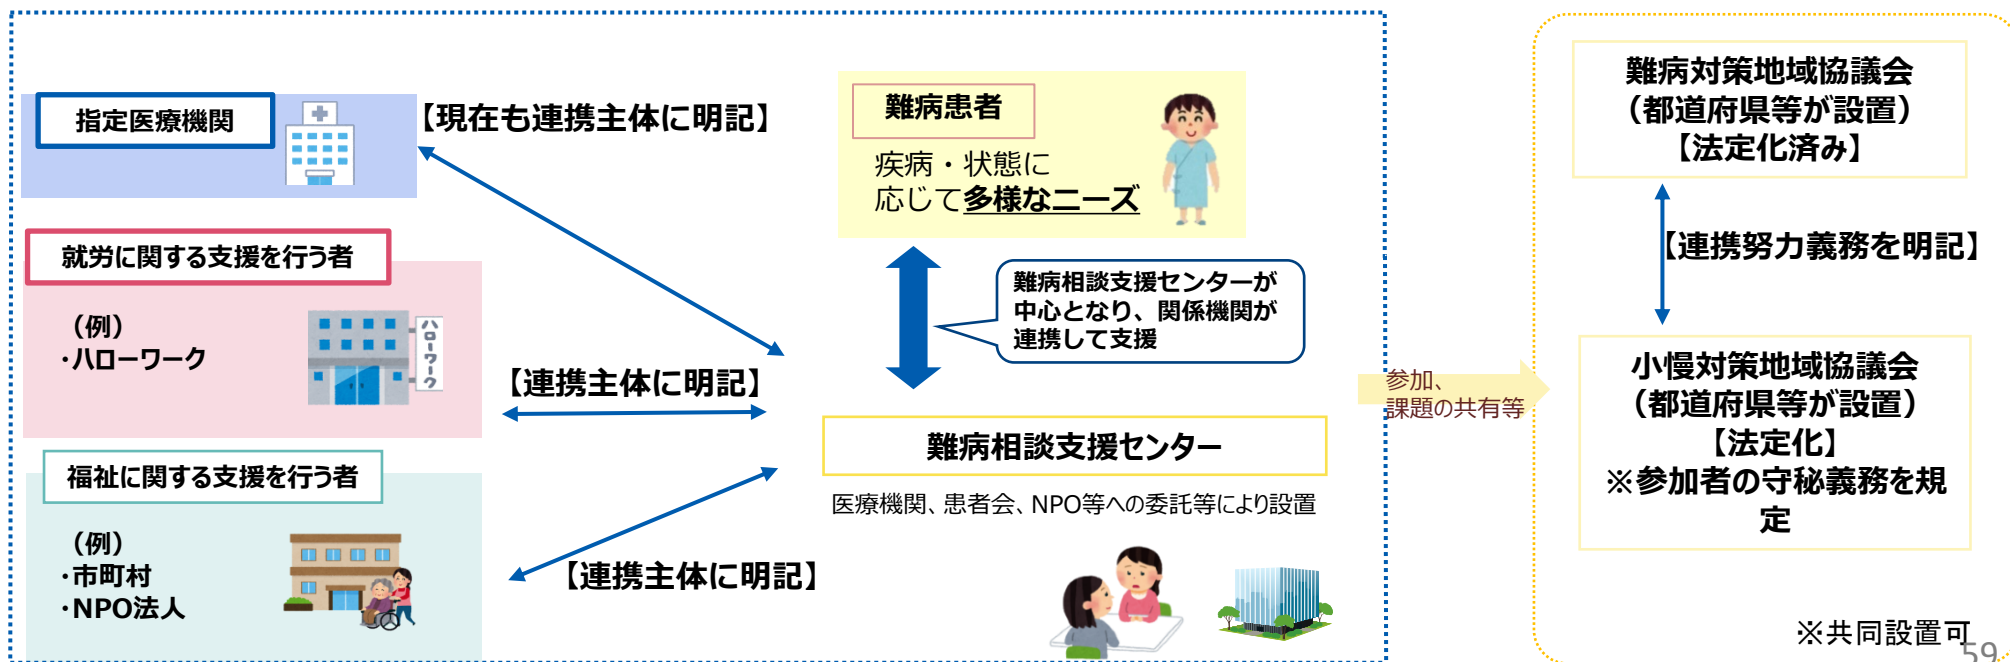 指定医療機関
【現在も連携主体に明記】
就労に関する支援を行う者
（例）
・ハローワーク
ハローワーク
【連携主体に明記】
福祉に関する支援を行う者
（例）
・市町村
・NPO法人
【連携主体に明記】
難病患者
疾病・状態に
応じて多様なニーズ
難病相談支援センターが
中心となり、関係機関が
連携して支援
難病相談支援センター
医療機関、患者会、NPO等への委託等により設置
参加、
課題の共有等
難病対策地域協議会
（都道府県等が設置）
【法定化済み】
【連携努力義務を明記】
小慢対策地域協議会
（都道府県等が設置）
【法定化】
※参加者の守秘義務を規
定
※共同設置可
59